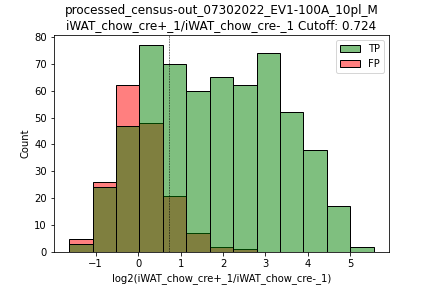 processed_census-out_07302022_EV1-100A_10pl_M
iWAT_chow_cre+_1/iWAT_chow_cre-_1 Cutoff: 0.724
80
70
60
50
40
30
20
10
0
Count
TP
FP
−1
0
1
2
3
4
5
log2(iWAT_chow_cre+_1/iWAT_chow_cre-_1)